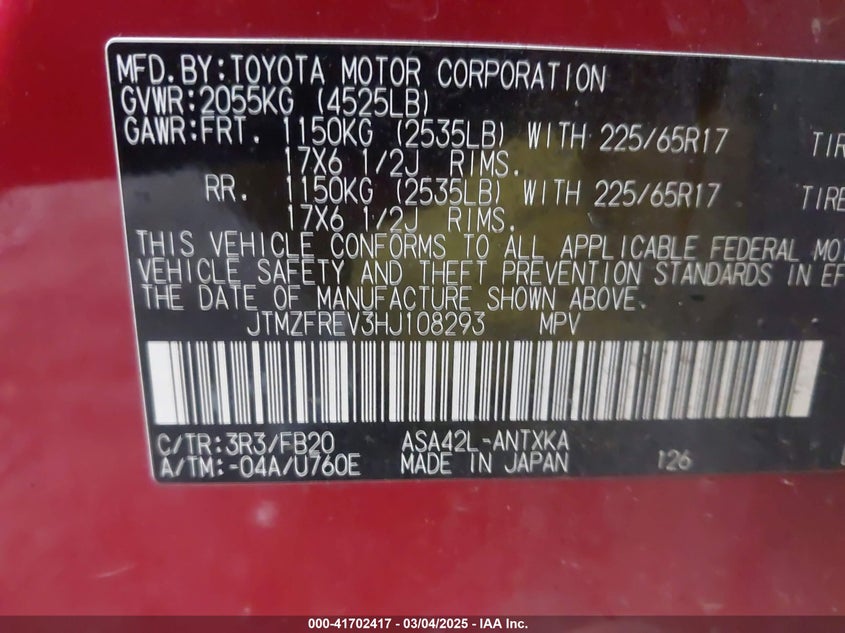 MFD.BY:TOYOTA MOTOR CORPORATION
GVWR:2055KG (4525LB)
GAWR:FRT. 1150KG (2535LB) WITH 225/65R17 TIR
17X6 1/2J RIMS.
RR. 1150KG (2535LB) WITH 225/65R17 TIRE
17X6 1/2J RIMS.
THIS VEHICLE CONFORMS TO ALL APPLICABLE FEDERAL MOT
VEHICLE SAFETY AND THEFT PREVENTION STANDARDS IN EF
THE DATE OF MANUFACTURE SHOWN ABOVE.
JTMZFREV3HJ108293 MPV
C/TR:3R3/FB20 ASA42L-ANTXKA
A/TM:-04A/U760E MADE IN JAPAN 126
000-41702417 - 03/04/2025 - IAA Inc.